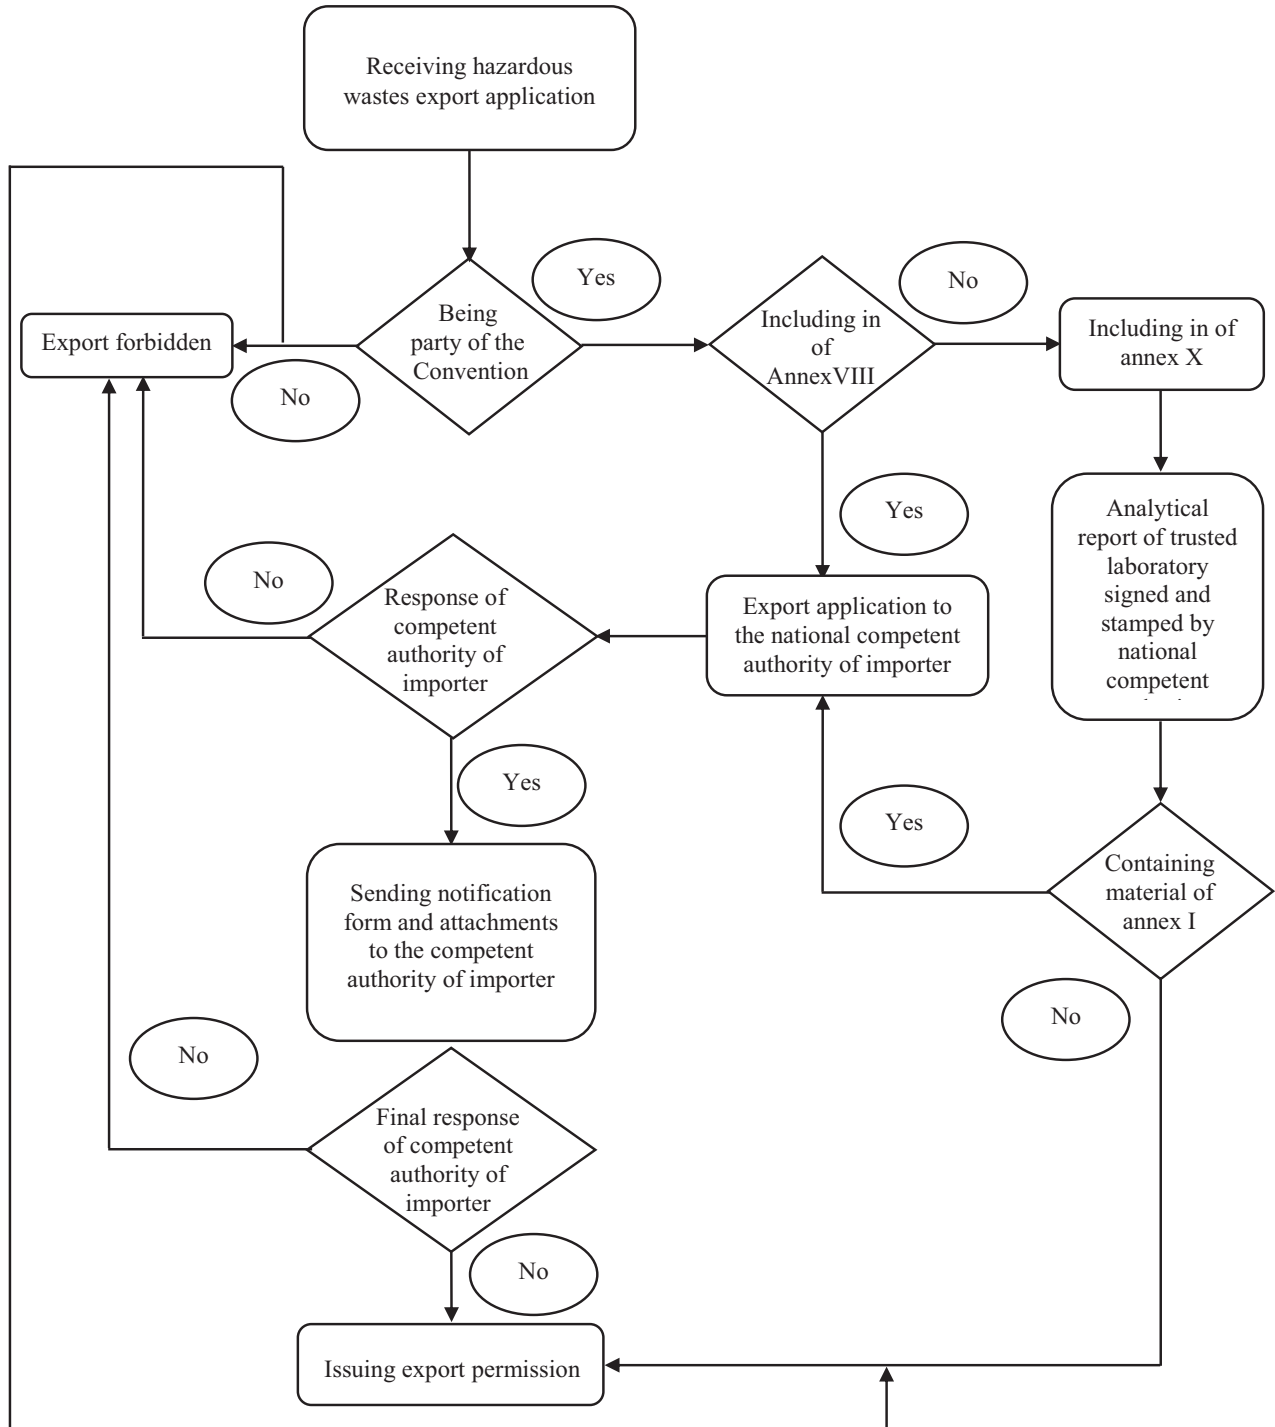 Receiving hazardous
wastes export application
Yes
No
Being
party of the
Convention
Including in
of
AnnexVIII
Including in of
annex X
Export forbidden
No
Yes
Analytical
report of trusted
laboratory
signed and
stamped by
national
competent
No
Response of
competent
authority of
importer
Export application to
the national competent
authority of importer
Yes
Yes
Containing
material of
annex I
Sending notification
form and attachments
to the competent
authority of importer
No
No
Final response
of competent
authority of
importer
No
Issuing export permission